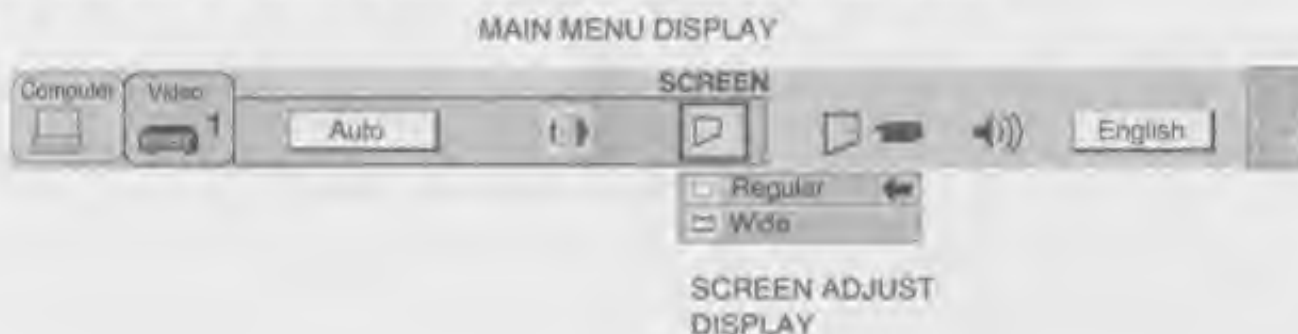 MAIN MENU DISPLAY
SCREEN
Computer Video
1
Auto
English
Regular
Wide
SCREEN ADJUST
DISPLAY